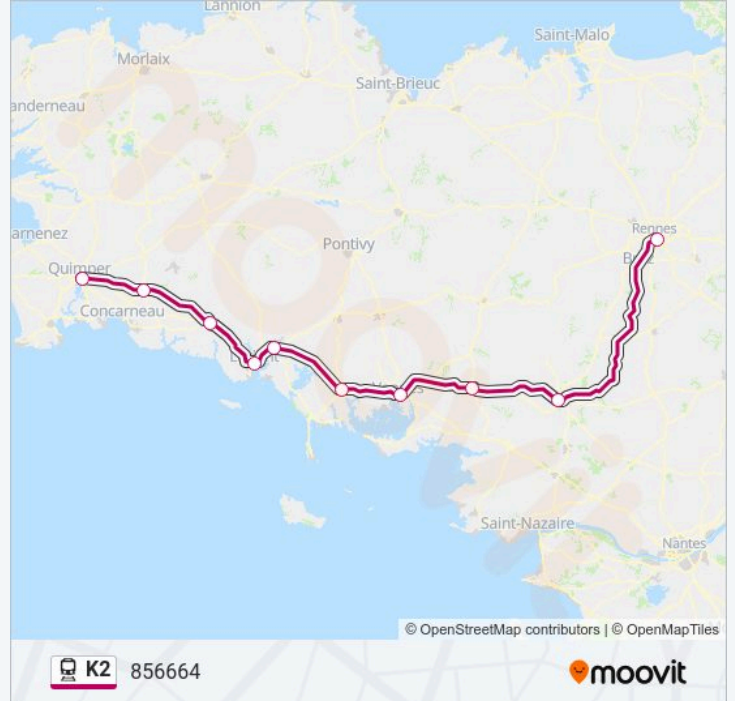 Lannion
Saint-Malo
Morlaix
Saint-Brieuc
anderneau
Rennes
arnenez
Pontivy
Quimper
Concarneau
Saint-Nazaire
Nantes
moovit
© OpenStreetMap contributors | © OpenMapTiles
K2 856664
moovit